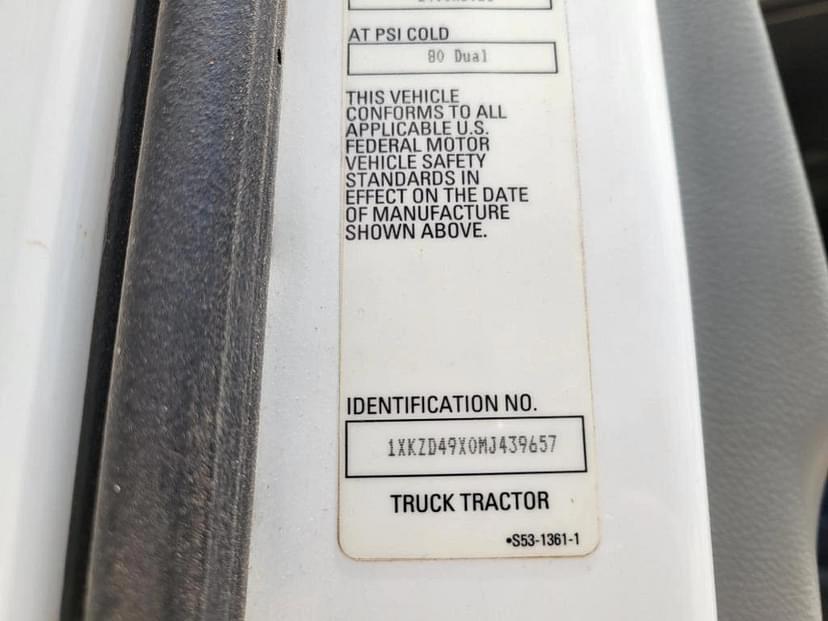 AT PSI COLD
80 Dual
THIS VEHICLE
CONFORMS TO ALL
APPLICABLE U.S.
FEDERAL MOTOR
VEHICLE SAFETY
STANDARDS IN
EFFECT ON THE DATE
OF MANUFACTURE
SHOWN ABOVE.
IDENTIFICATION NO.
1XKZD49X0MJ439657
TRUCK TRACTOR
•S53-1361-1